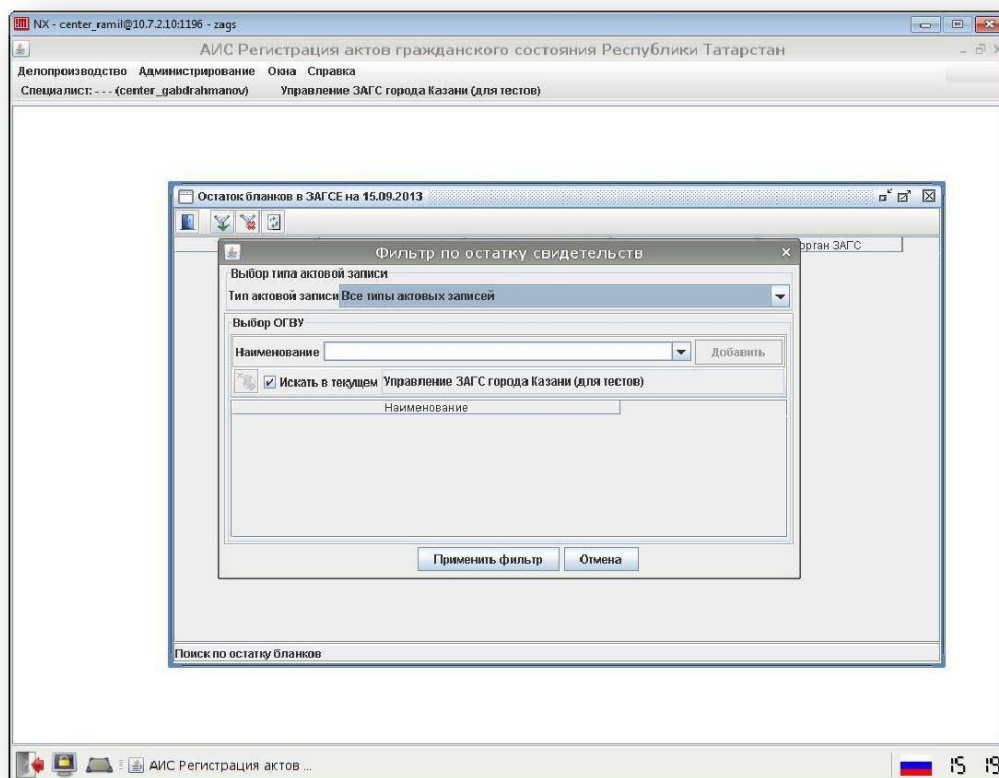 NX - center_ramil@10.7.2.10:1196 - zags
АИС Регистрация актов гражданского состояния Республики Татарстан
Делопроизводство Администрирование Окна Справка
Специалист: - - - (center_gabdrahmanov) Управление ЗАГС города Казани (для тестов)
Остаток бланков в ЗАГСЕ на 15.09.2013
орган ЗАГС
Фильтр по остатку свидетельств
Выбор типа актовой записи
Тип актовой записи Все типы актовых записей
Выбор ОГВУ
Наименование Добавить
Искать в текущем Управление ЗАГС города Казани (для тестов)
Наименование
Применить фильтр Отмена
Поиск по остатку бланков
АИС Регистрация актов ...
15 19